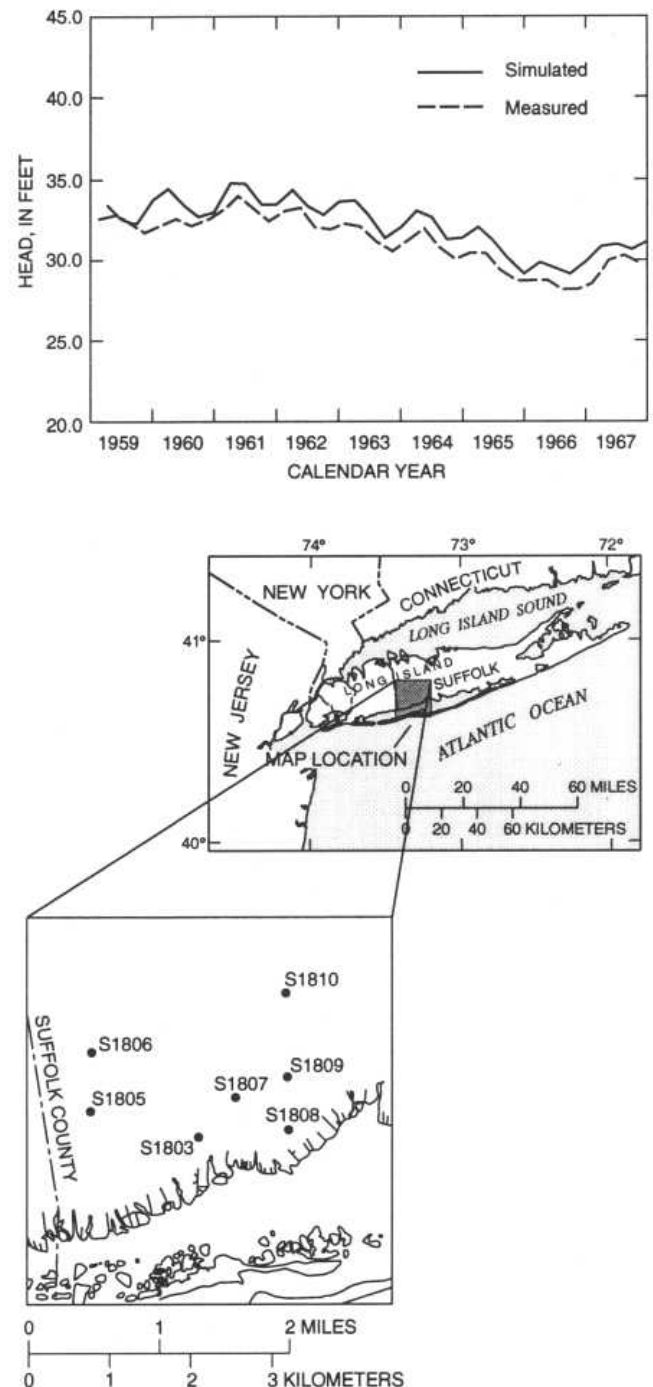 45.0
Simulated
40.0
Measured
35.0
HEAD, IN FEET
30.0
25.0
20.0
1959 1960 1961 1962 1963 1964 1965 1966 1967
CALENDAR YEAR
74° 73° 72°
NEW YORK
CONNECTICUT
LONG ISLAND SOUND
41°
LONG ISLAND
SUFFOLK
NEW JERSEY
ATLANTIC OCEAN
MAP LOCATION
0 20 40 60 MILES
0 20 40 60 KILOMETERS
40°
S1810
SUFFOLK COUNTY
S1806
S1809
S1805
S1807
S1808
S1803
0 1 2 MILES
0 1 2 3 KILOMETERS